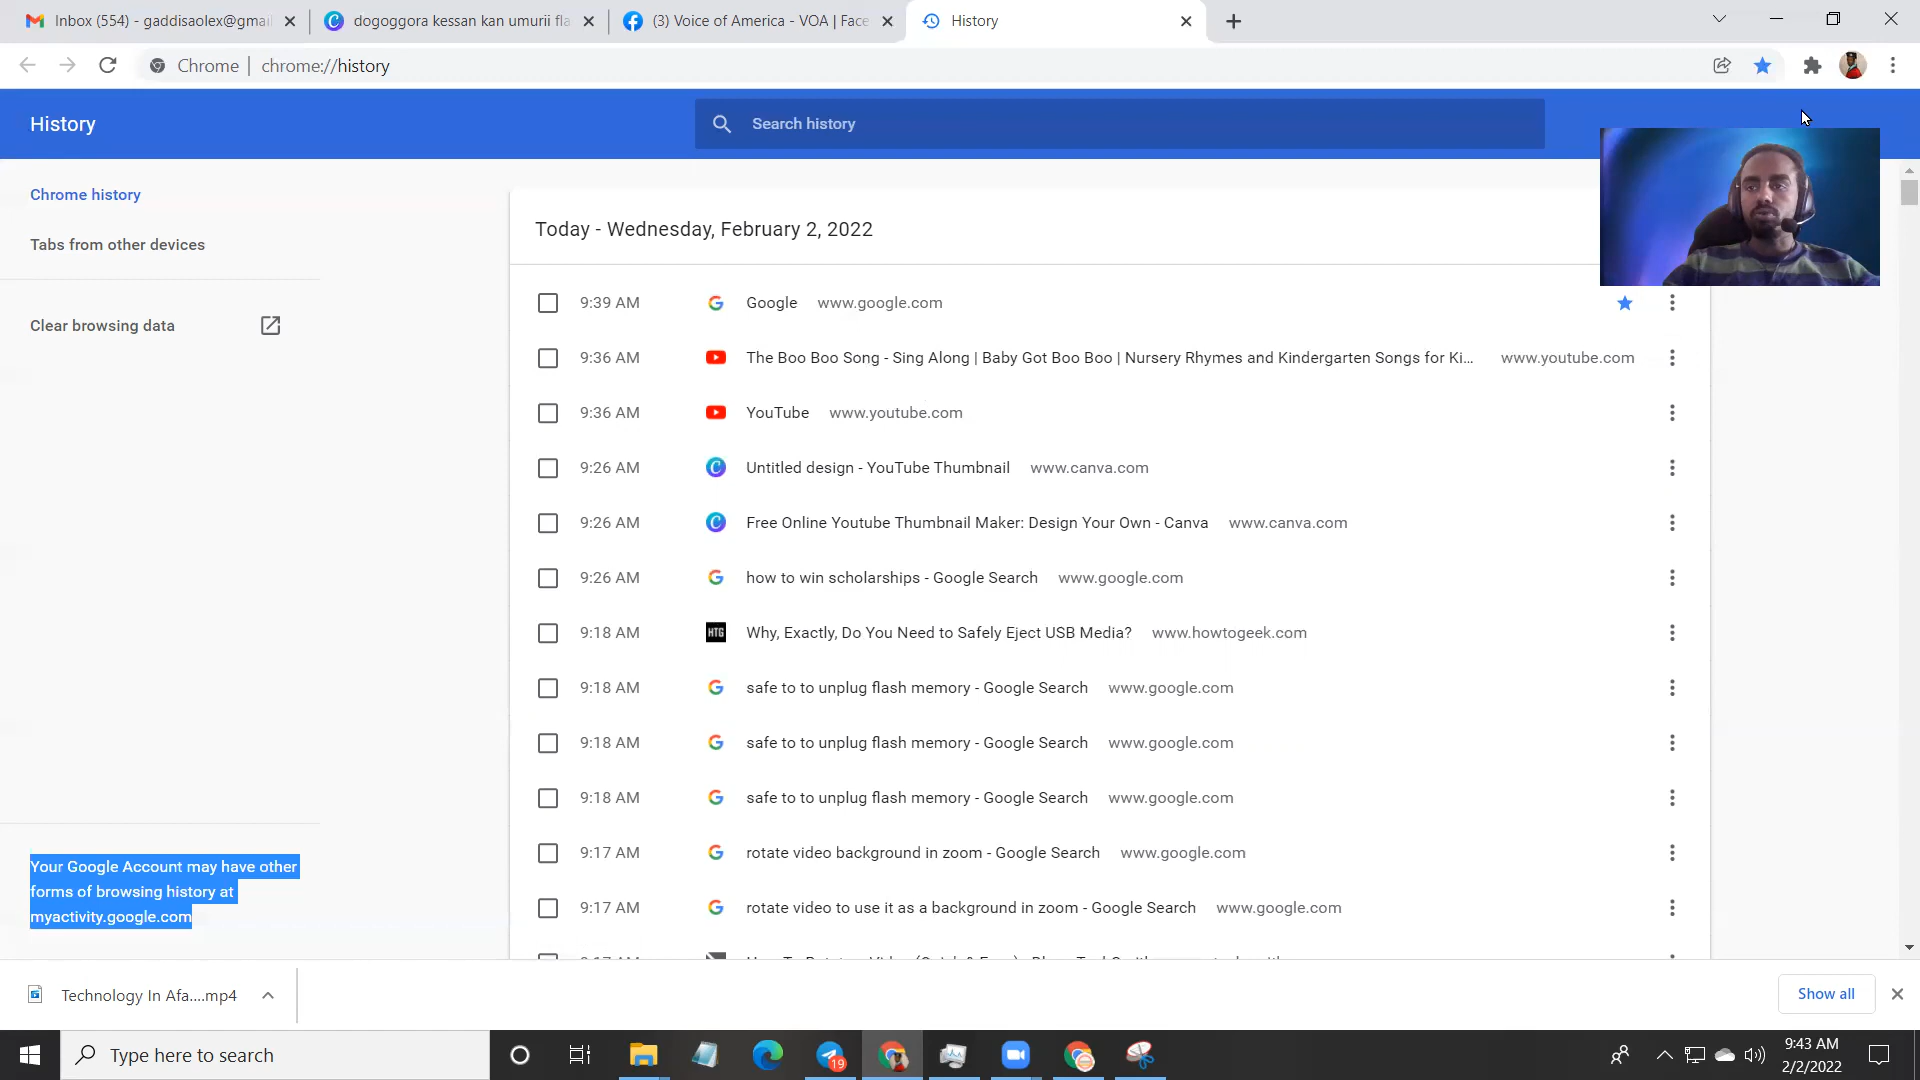 Inbox (554) - gaddisaolex@gmai
dogoggora kessan kan umurii fla
(3) Voice of America - VOA | Face
History
Chrome | chrome://history
History
Search history
Chrome history
Tabs from other devices
Clear browsing data
Your Google Account may have other
forms of browsing history at
myactivity.google.com
Today - Wednesday, February 2, 2022
9:39 AM Google www.google.com
9:36 AM The Boo Boo Song - Sing Along | Baby Got Boo Boo | Nursery Rhymes and Kindergarten Songs for Ki... www.youtube.com
9:36 AM YouTube www.youtube.com
9:26 AM Untitled design - YouTube Thumbnail www.canva.com
9:26 AM Free Online Youtube Thumbnail Maker: Design Your Own - Canva www.canva.com
9:26 AM how to win scholarships - Google Search www.google.com
9:18 AM HTG Why, Exactly, Do You Need to Safely Eject USB Media? www.howtogeek.com
9:18 AM safe to to unplug flash memory - Google Search www.google.com
9:18 AM safe to to unplug flash memory - Google Search www.google.com
9:18 AM safe to to unplug flash memory - Google Search www.google.com
9:17 AM rotate video background in zoom - Google Search www.google.com
9:17 AM rotate video to use it as a background in zoom - Google Search www.google.com
Technology In Afa....mp4
Show all
Type here to search
19
9:43 AM
2/2/2022